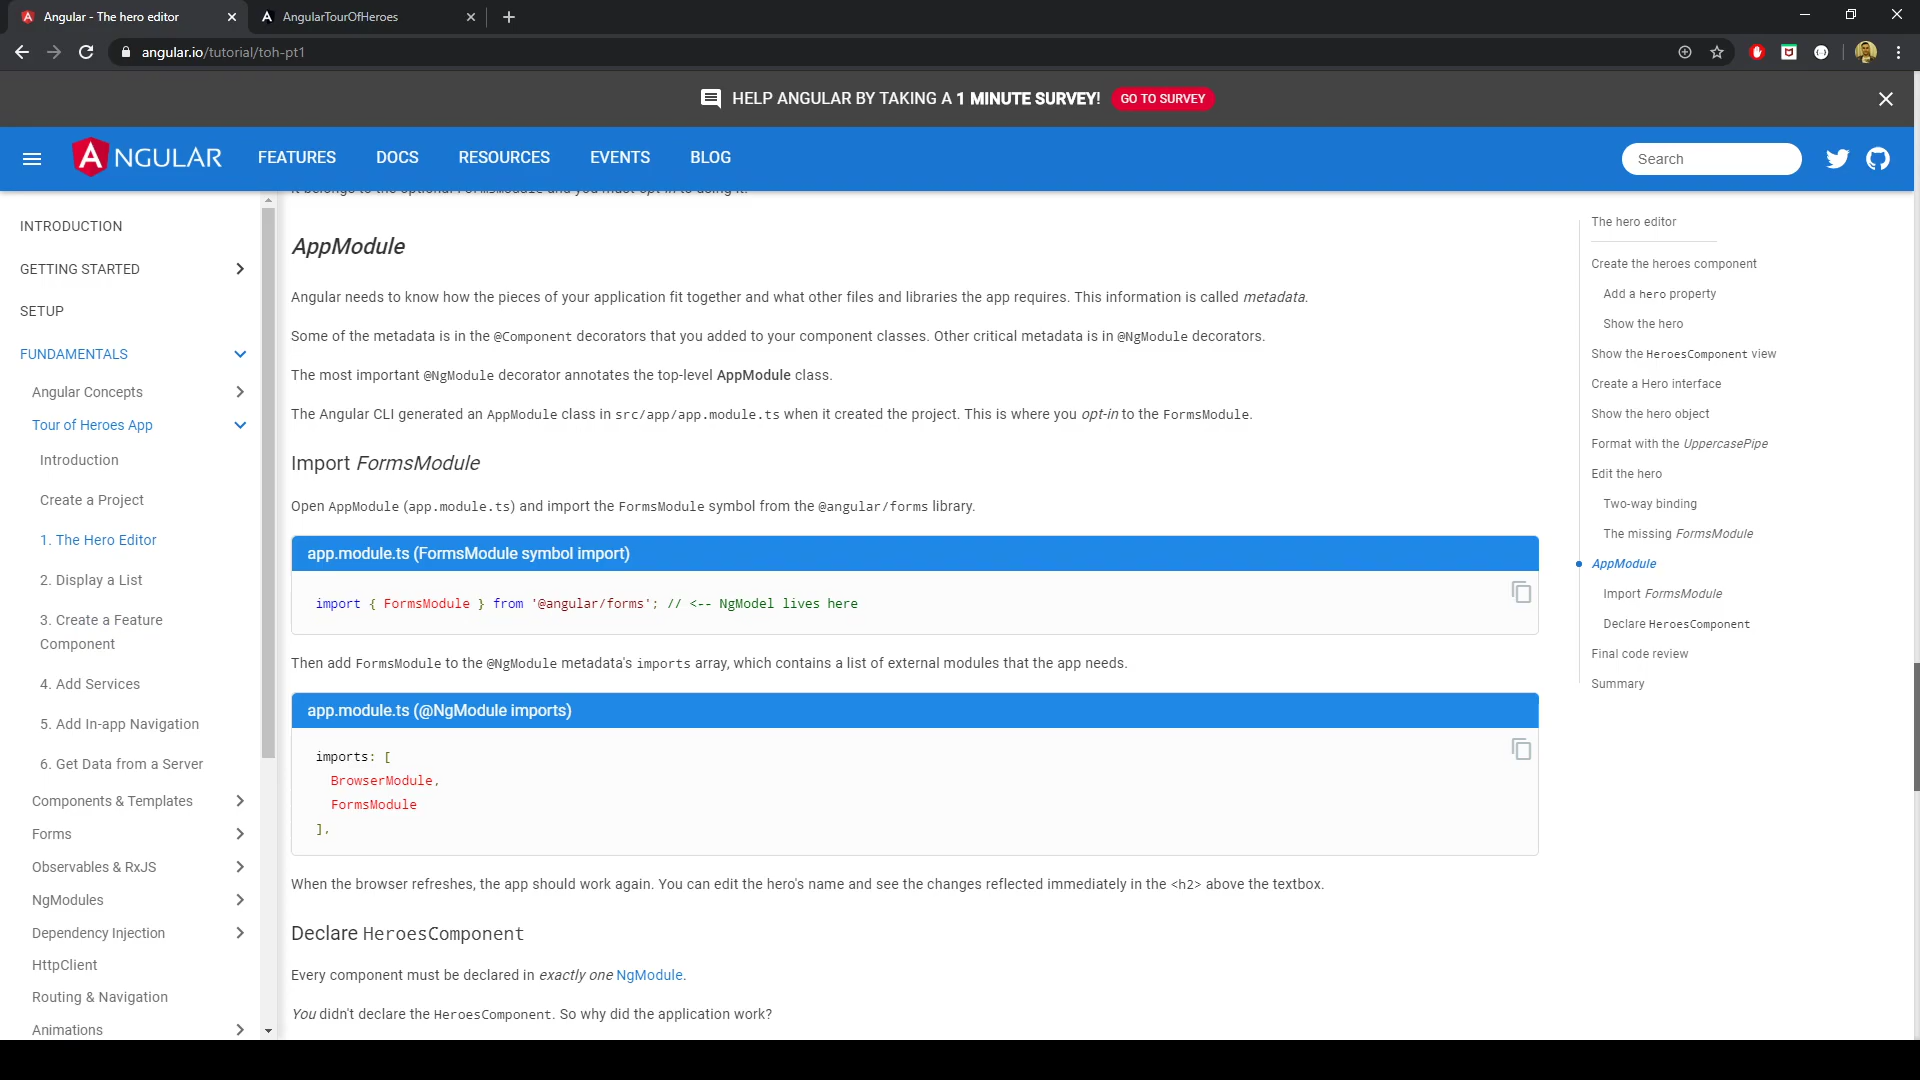 Angular - The hero editor
AngularTourOfHeroes
angular.io/tutorial/toh-pt1
HELP ANGULAR BY TAKING A 1 MINUTE SURVEY! GO TO SURVEY
ANGULAR
FEATURES DOCS RESOURCES EVENTS BLOG
Search
INTRODUCTION
GETTING STARTED
SETUP
FUNDAMENTALS
Angular Concepts
Tour of Heroes App
Introduction
Create a Project
1. The Hero Editor
2. Display a List
3. Create a Feature
Component
4. Add Services
5. Add In-app Navigation
6. Get Data from a Server
Components & Templates
Forms
Observables & RxJS
NgModules
Dependency Injection
HttpClient
Routing & Navigation
Animations
It belongs to the optional FormsModule and you must opt-in to using it.
AppModule
Angular needs to know how the pieces of your application fit together and what other files and libraries the app requires. This information is called metadata.
Some of the metadata is in the @Component decorators that you added to your component classes. Other critical metadata is in @NgModule decorators.
The most important @NgModule decorator annotates the top-level AppModule class.
The Angular CLI generated an AppModule class in src/app/app.module.ts when it created the project. This is where you opt-in to the FormsModule.
Import FormsModule
Open AppModule (app.module.ts) and import the FormsModule symbol from the @angular/forms library.
app.module.ts (FormsModule symbol import)
import { FormsModule } from '@angular/forms'; // <-- NgModel lives here
Then add FormsModule to the @NgModule metadata's imports array, which contains a list of external modules that the app needs.
app.module.ts (@NgModule imports)
imports: [
BrowserModule,
FormsModule
],
When the browser refreshes, the app should work again. You can edit the hero's name and see the changes reflected immediately in the <h2> above the textbox.
Declare HeroesComponent
Every component must be declared in exactly one NgModule.
You didn't declare the HeroesComponent. So why did the application work?
The hero editor
Create the heroes component
Add a hero property
Show the hero
Show the HeroesComponent view
Create a Hero interface
Show the hero object
Format with the UppercasePipe
Edit the hero
Two-way binding
The missing FormsModule
AppModule
Import FormsModule
Declare HeroesComponent
Final code review
Summary